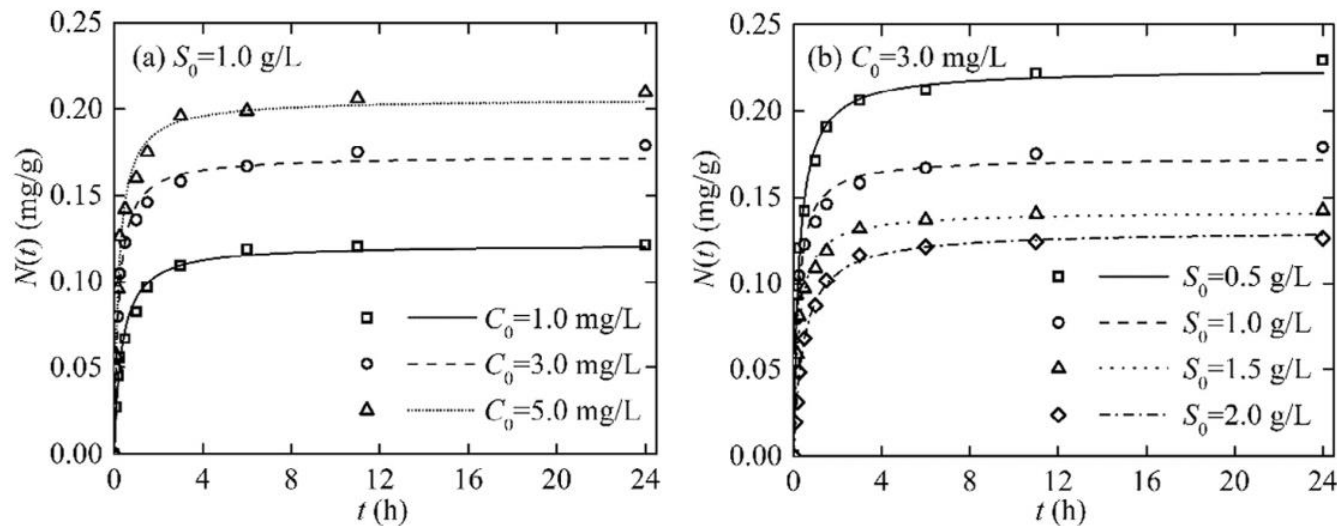 (a) S₀=1.0 g/L
N(t) (mg/g)
0.25
0.20
0.15
0.10
0.05
0.00
C₀=1.0 mg/L
C₀=3.0 mg/L
C₀=5.0 mg/L
0 4 8 12 16 20 24
t (h)
(b) C₀=3.0 mg/L
N(t) (mg/g)
0.25
0.20
0.15
0.10
0.05
0.00
S₀=0.5 g/L
S₀=1.0 g/L
S₀=1.5 g/L
S₀=2.0 g/L
0 4 8 12 16 20 24
t (h)